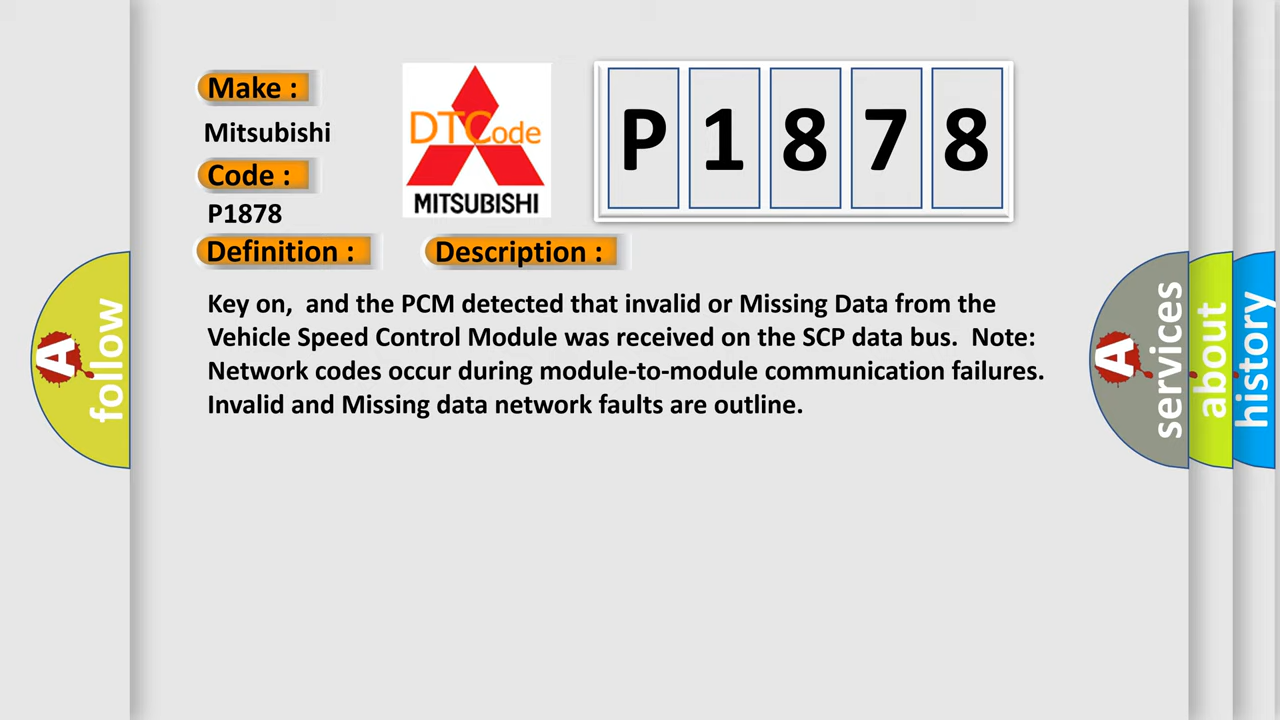 Make :
Mitsubishi
Code :
P1878
Definition :
Description :
DTCode
MITSUBISHI
P 1 8 7 8
Key on,  and the PCM detected that invalid or Missing Data from the
Vehicle Speed Control Module was received on the SCP data bus  Note:
Network codes occur during module-to-module communication failures.
Invalid and Missing data network faults are outline.
A follow
A services
about
history